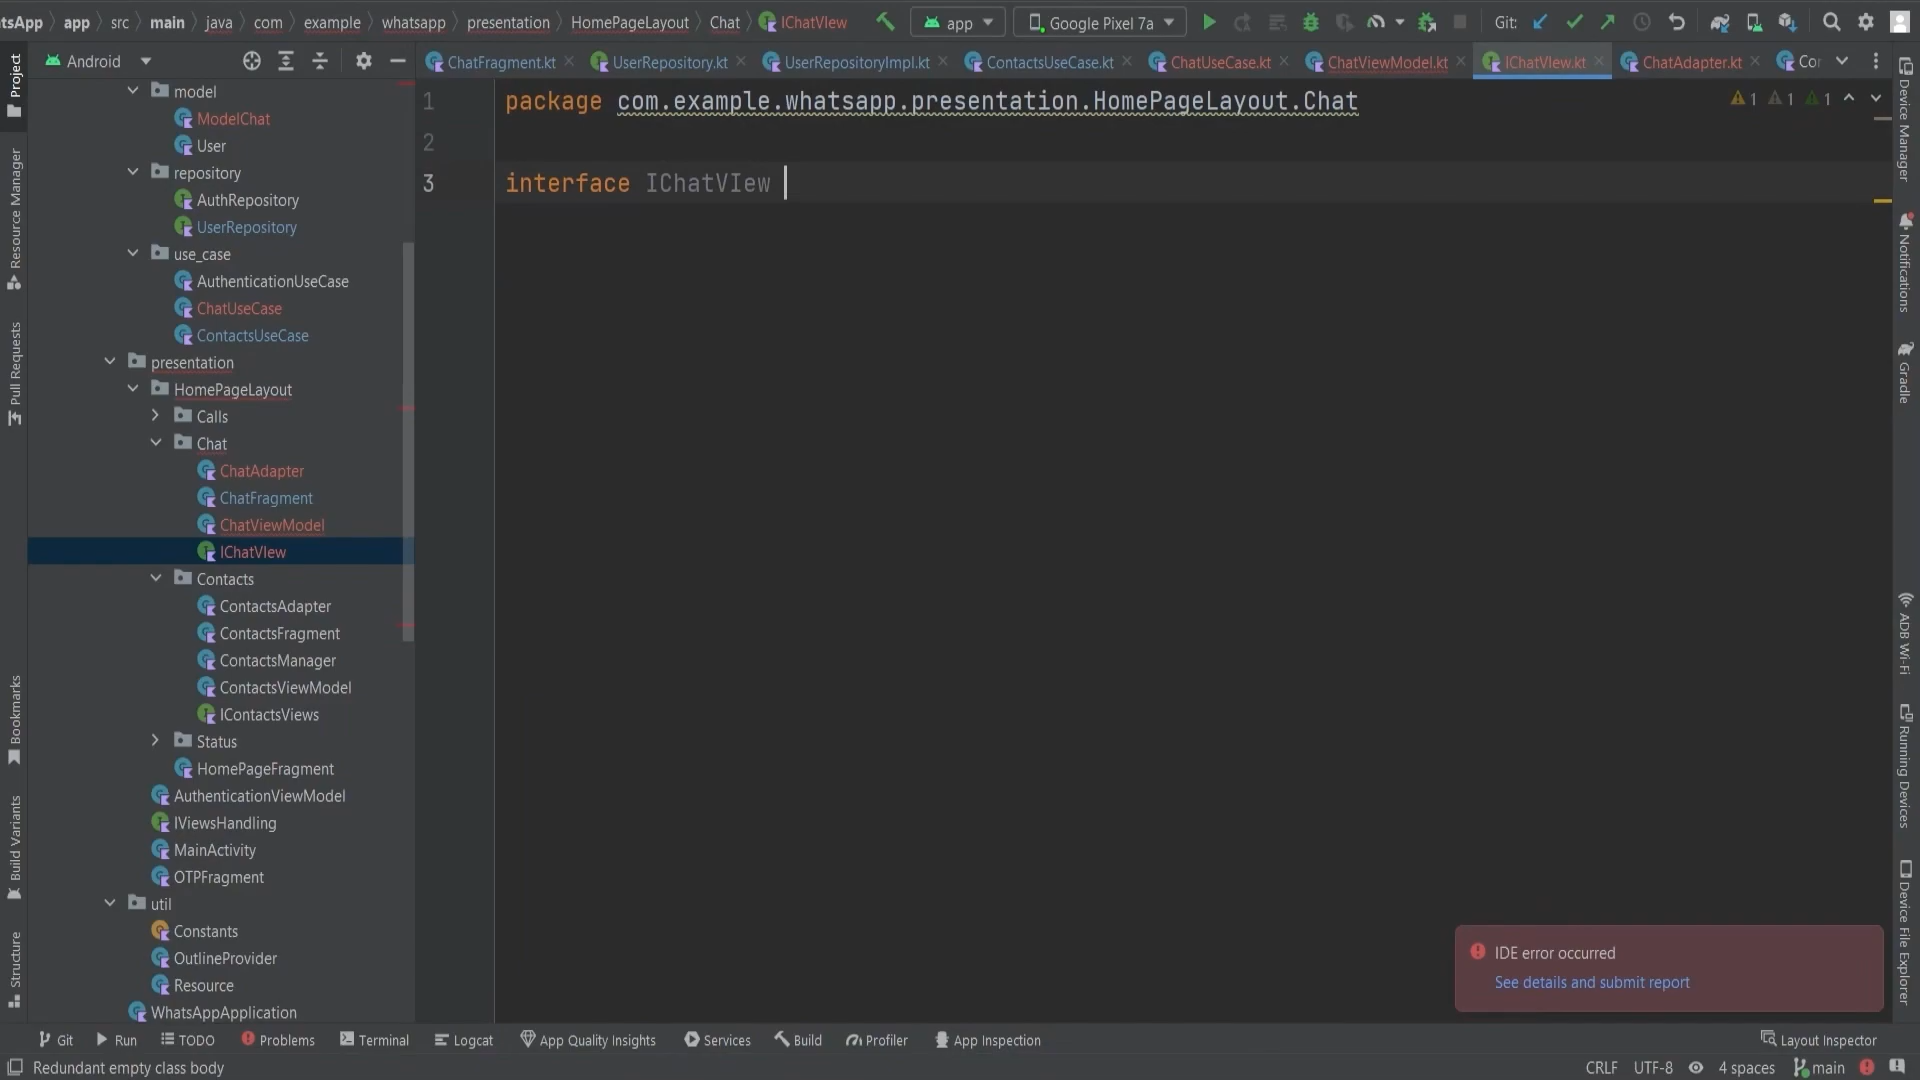 tsApp app src main java com example whatsapp presentation HomePageLayout Chat IChatVIew app Google Pixel 7a Git:
Android
ChatFragment.kt UserRepository.kt UserRepositoryImpl.kt ContactsUseCase.kt ChatUseCase.kt ChatViewModel.kt IChatVIew.kt ChatAdapter.kt Co
Project
Resource Manager
Pull Requests
Bookmarks
Build Variants
Structure
model
ModelChat
User
repository
AuthRepository
UserRepository
use_case
AuthenticationUseCase
ChatUseCase
ContactsUseCase
presentation
HomePageLayout
Calls
Chat
ChatAdapter
ChatFragment
ChatViewModel
IChatVIew
Contacts
ContactsAdapter
ContactsFragment
ContactsManager
ContactsViewModel
IContactsViews
Status
HomePageFragment
AuthenticationViewModel
IViewsHandling
MainActivity
OTPFragment
util
Constants
OutlineProvider
Resource
WhatsAppApplication
1 package com.example.whatsapp.presentation.HomePageLayout.Chat
2
3 interface IChatVIew
1 1 1
Device Manager
Notifications
Gradle
ADB Wi-Fi
Running Devices
Device File Explorer
IDE error occurred
See details and submit report
Git Run TODO Problems Terminal Logcat App Quality Insights Services Build Profiler App Inspection Layout Inspector
Redundant empty class body CRLF UTF-8 4 spaces main